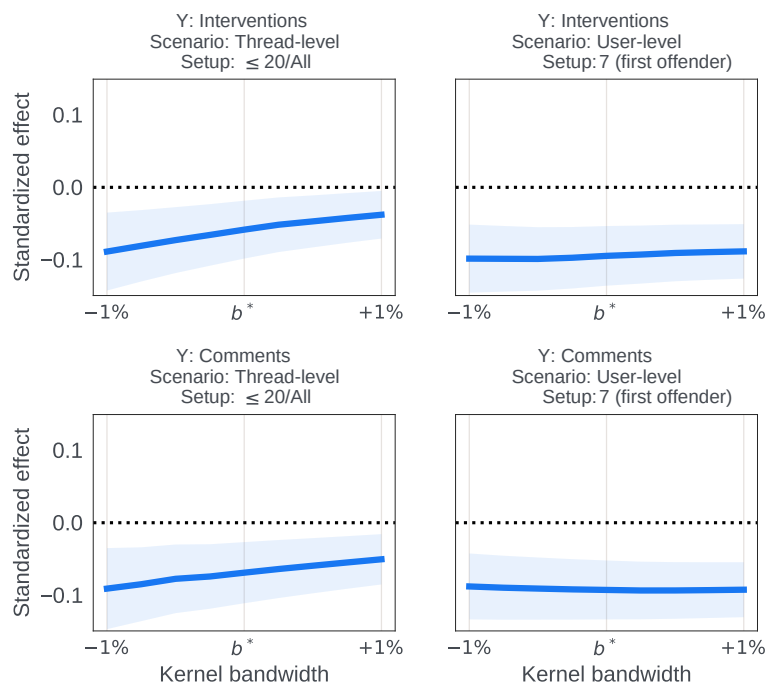 Y: Interventions
Scenario: Thread-level
Setup: ≤ 20/All
Y: Interventions
Scenario: User-level
Setup: 7 (first offender)
Standardized effect
0.1
0.0
−0.1
−1%
b*
+1%
−1%
b*
+1%
Y: Comments
Scenario: Thread-level
Setup: ≤ 20/All
Y: Comments
Scenario: User-level
Setup: 7 (first offender)
Standardized effect
0.1
0.0
−0.1
−1%
b*
+1%
−1%
b*
+1%
Kernel bandwidth
Kernel bandwidth